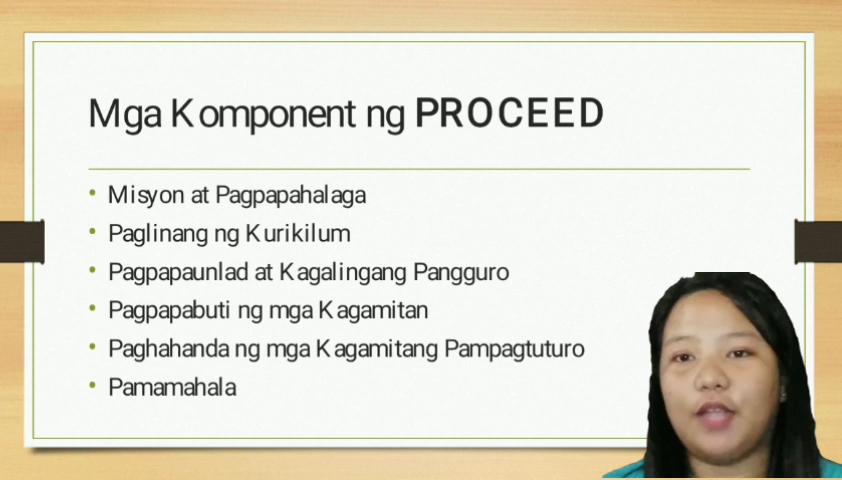 Mga Komponent ng PROCEED
• Misyon at Pagpapahalaga
• Paglinang ng Kurikilum
• Pagpapaunlad at Kagalingang Pangguro
• Pagpapabuti ng mga Kagamitan
• Paghahanda ng mga Kagamitang Pampagtuturo
• Pamamahala